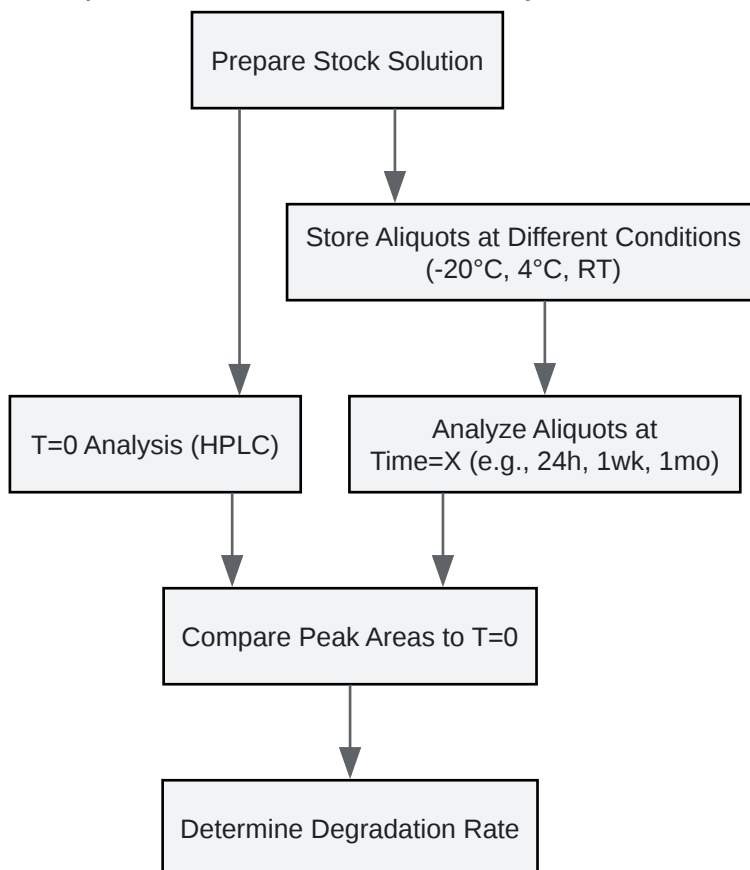 Prepare Stock Solution
Store Aliquots at Different Conditions
(-20°C, 4°C, RT)
T=0 Analysis (HPLC)
Analyze Aliquots at
Time=X (e.g., 24h, 1wk, 1mo)
Compare Peak Areas to T=0
Determine Degradation Rate